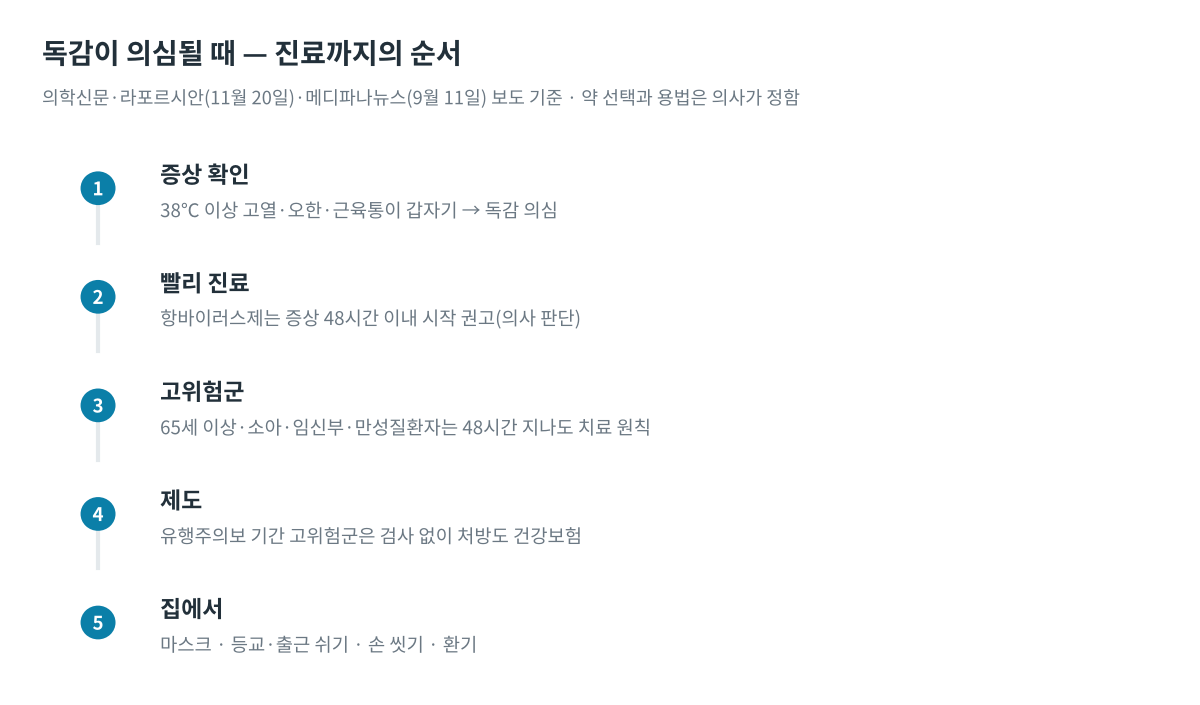 독감이 의심될 때 — 진료까지의 순서
의학신문·라포르시안(11월 20일)·메디파나뉴스(9월 11일) 보도 기준 · 약 선택과 용법은 의사가 정함
1
증상 확인
38℃ 이상 고열·오한·근육통이 갑자기 → 독감 의심
2
빨리 진료
항바이러스제는 증상 48시간 이내 시작 권고(의사 판단)
3
고위험군
65세 이상·소아·임신부·만성질환자는 48시간 지나도 치료 원칙
4
제도
유행주의보 기간 고위험군은 검사 없이 처방도 건강보험
5
집에서
마스크 · 등교·출근 쉬기 · 손 씻기 · 환기